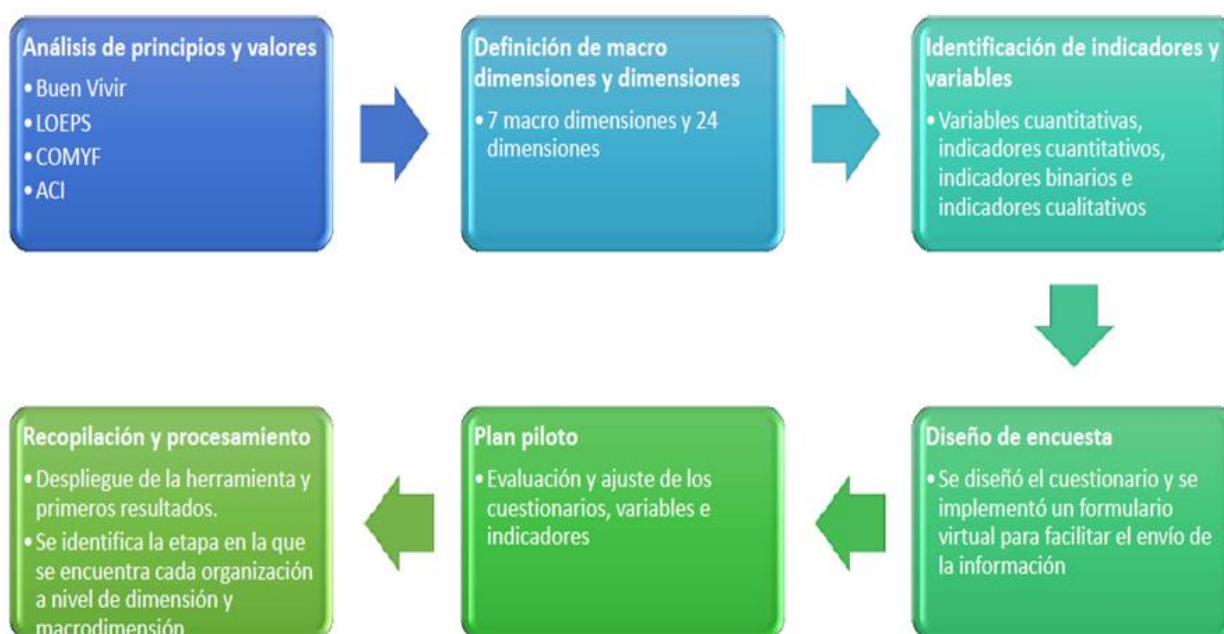 Análisis de principios y valores
• Buen Vivir
• LOEPS
• COMYF
• ACI
Definición de macro
dimensiones y dimensiones
• 7 macro dimensiones y 24
dimensiones
Identificación de indicadores y
variables
• Variables cuantitativas,
indicadores cuantitativos,
indicadores binarios e
indicadores cualitativos
Diseño de encuesta
• Se diseñó el cuestionario y se
implementó un formulario
virtual para facilitar el envío de
la información
Plan piloto
• Evaluación y ajuste de los
cuestionarios, variables e
indicadores
Recopilación y procesamiento
• Despliegue de la herramienta y
primeros resultados.
• Se identifica la etapa en la que
se encuentra cada organización
a nivel de dimensión y
macrodimensión